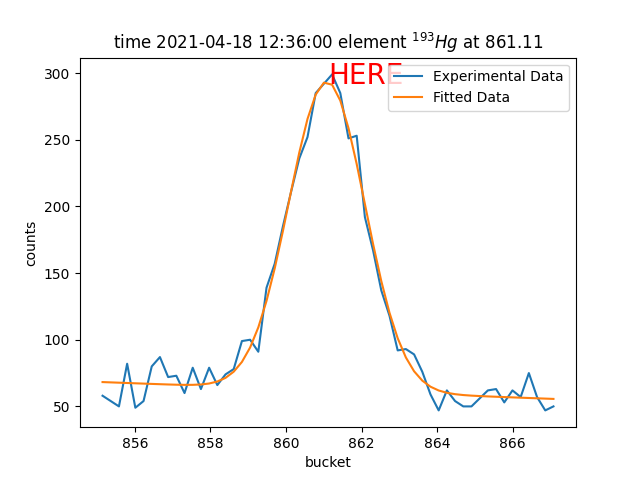 time 2021-04-18 12:36:00 element ¹⁹³Hg at 861.11
HERE
Experimental Data
Fitted Data
300
250
200
150
100
50
counts
856 858 860 862 864 866
bucket